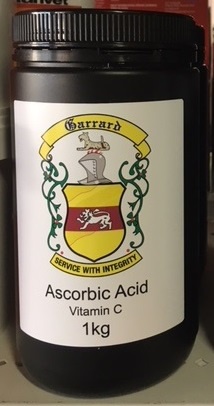 Garrard
SERVICE WITH INTEGRITY
Ascorbic Acid
Vitamin C
1kg